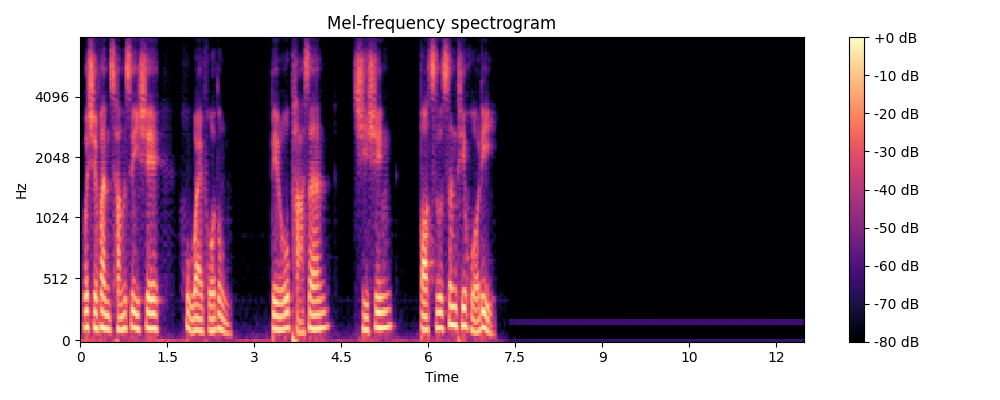 Mel-frequency spectrogram
Hz
4096
2048
1024
512
0
0 1.5 3 4.5 6 7.5 9 10 12
Time
+0 dB
-10 dB
-20 dB
-30 dB
-40 dB
-50 dB
-60 dB
-70 dB
-80 dB